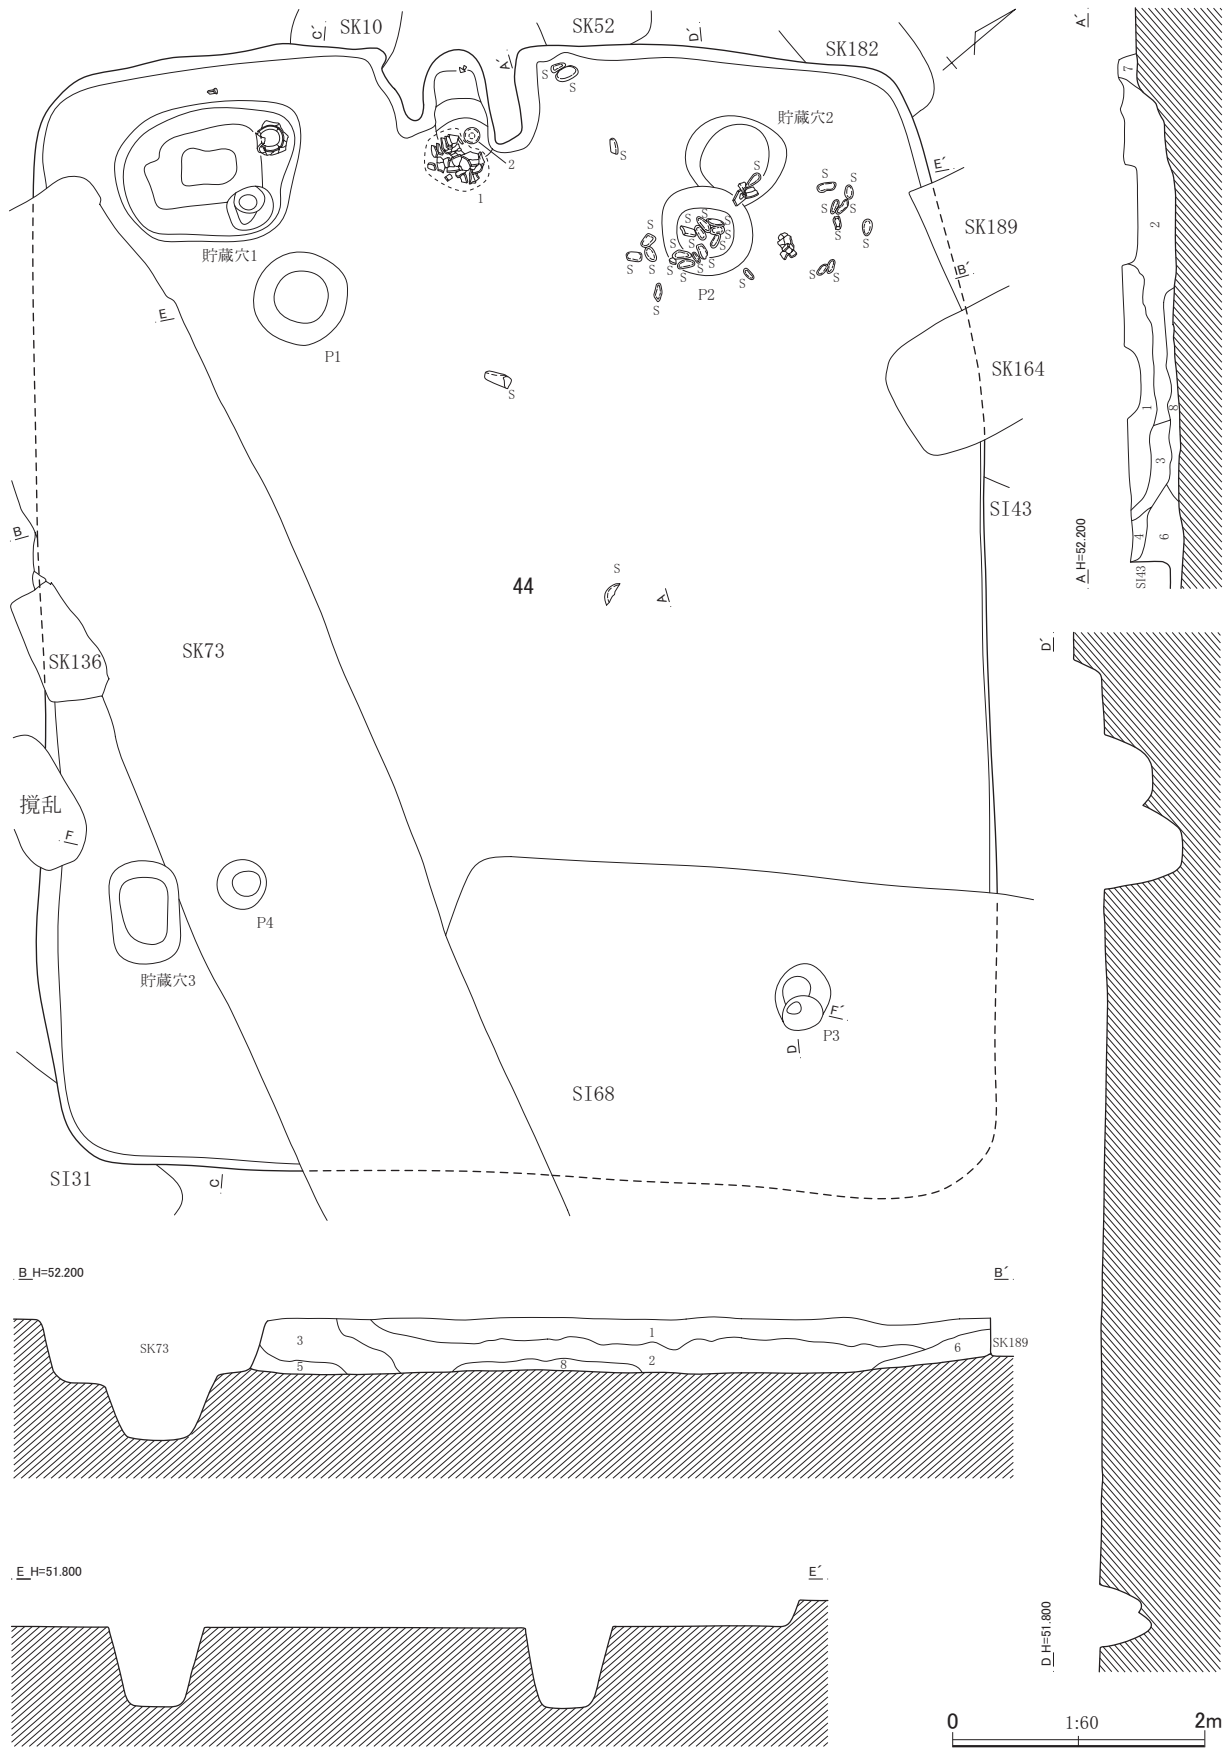 C´
SK10
A´
SK52
D´
SK182
A´
7
S
S
貯蔵穴2
S
2
1
S
E´
S
S
S
S
S
S
SK189
2
貯蔵穴1
S
S
S
S
S
S
S
S
S
S
S
S
S
S
B´
E
P1
P2
SK164
S
1
8
3
SI43
B
44
S
A
4
6
SI43
A H=52.200
SK136
SK73
D´
撹乱
F
P4
貯蔵穴3
F´
P3
D
SI68
SI31
C
B H=52.200
B´
SK73
3
5
1
2
8
6
SK189
E H=51.800
E´
D H=51.800
0
1:60
2m